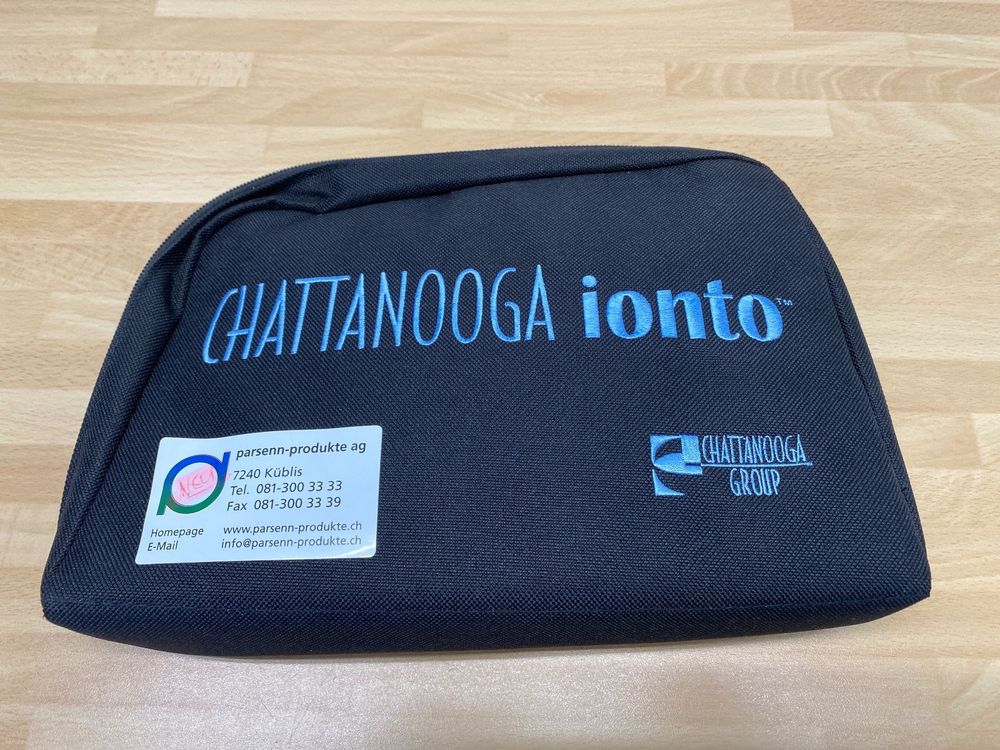 CHATTANOOGA ionto™
parsenn-produkte ag
NEU
7240 Küblis
Tel. 081-300 33 33
Fax 081-300 33 39
Homepage www.parsenn-produkte.ch
E-Mail info@parsenn-produkte.ch
CHATTANOOGA
GROUP